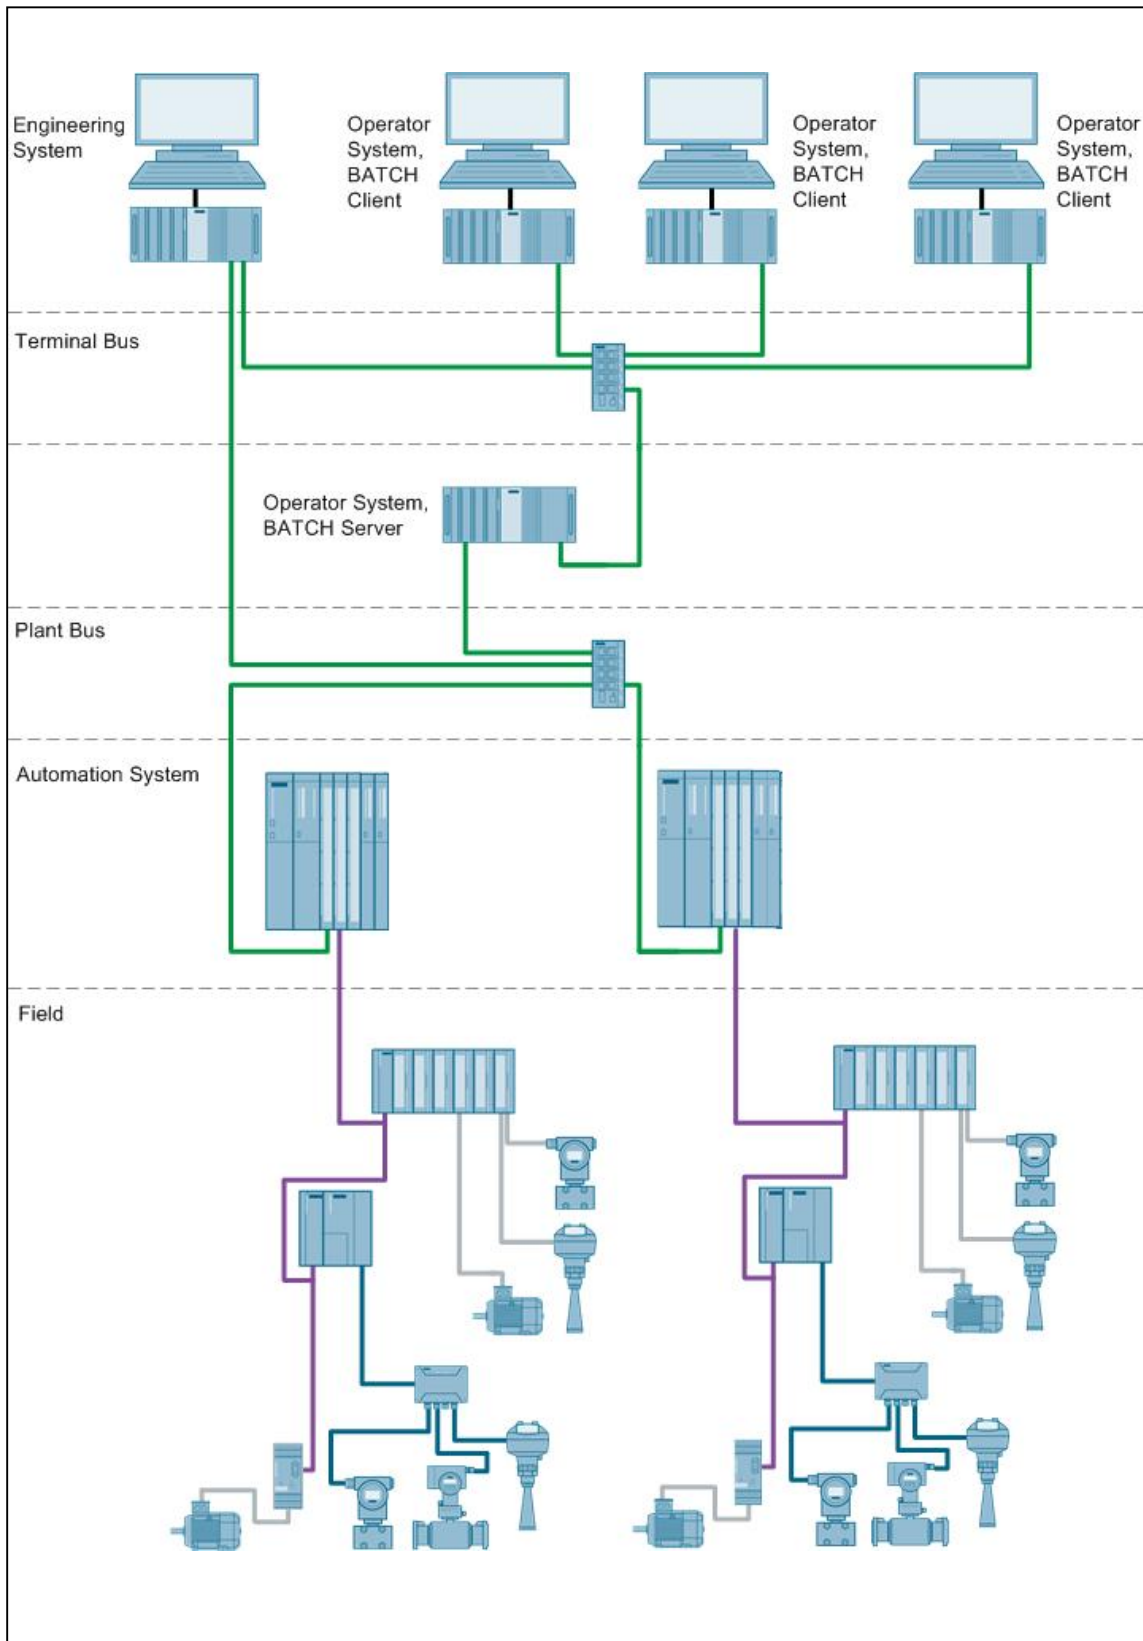 Engineering
System
Operator
System,
BATCH
Client
Operator
System,
BATCH
Client
Operator
System,
BATCH
Client
Terminal Bus
Operator System,
BATCH Server
Plant Bus
Automation System
Field